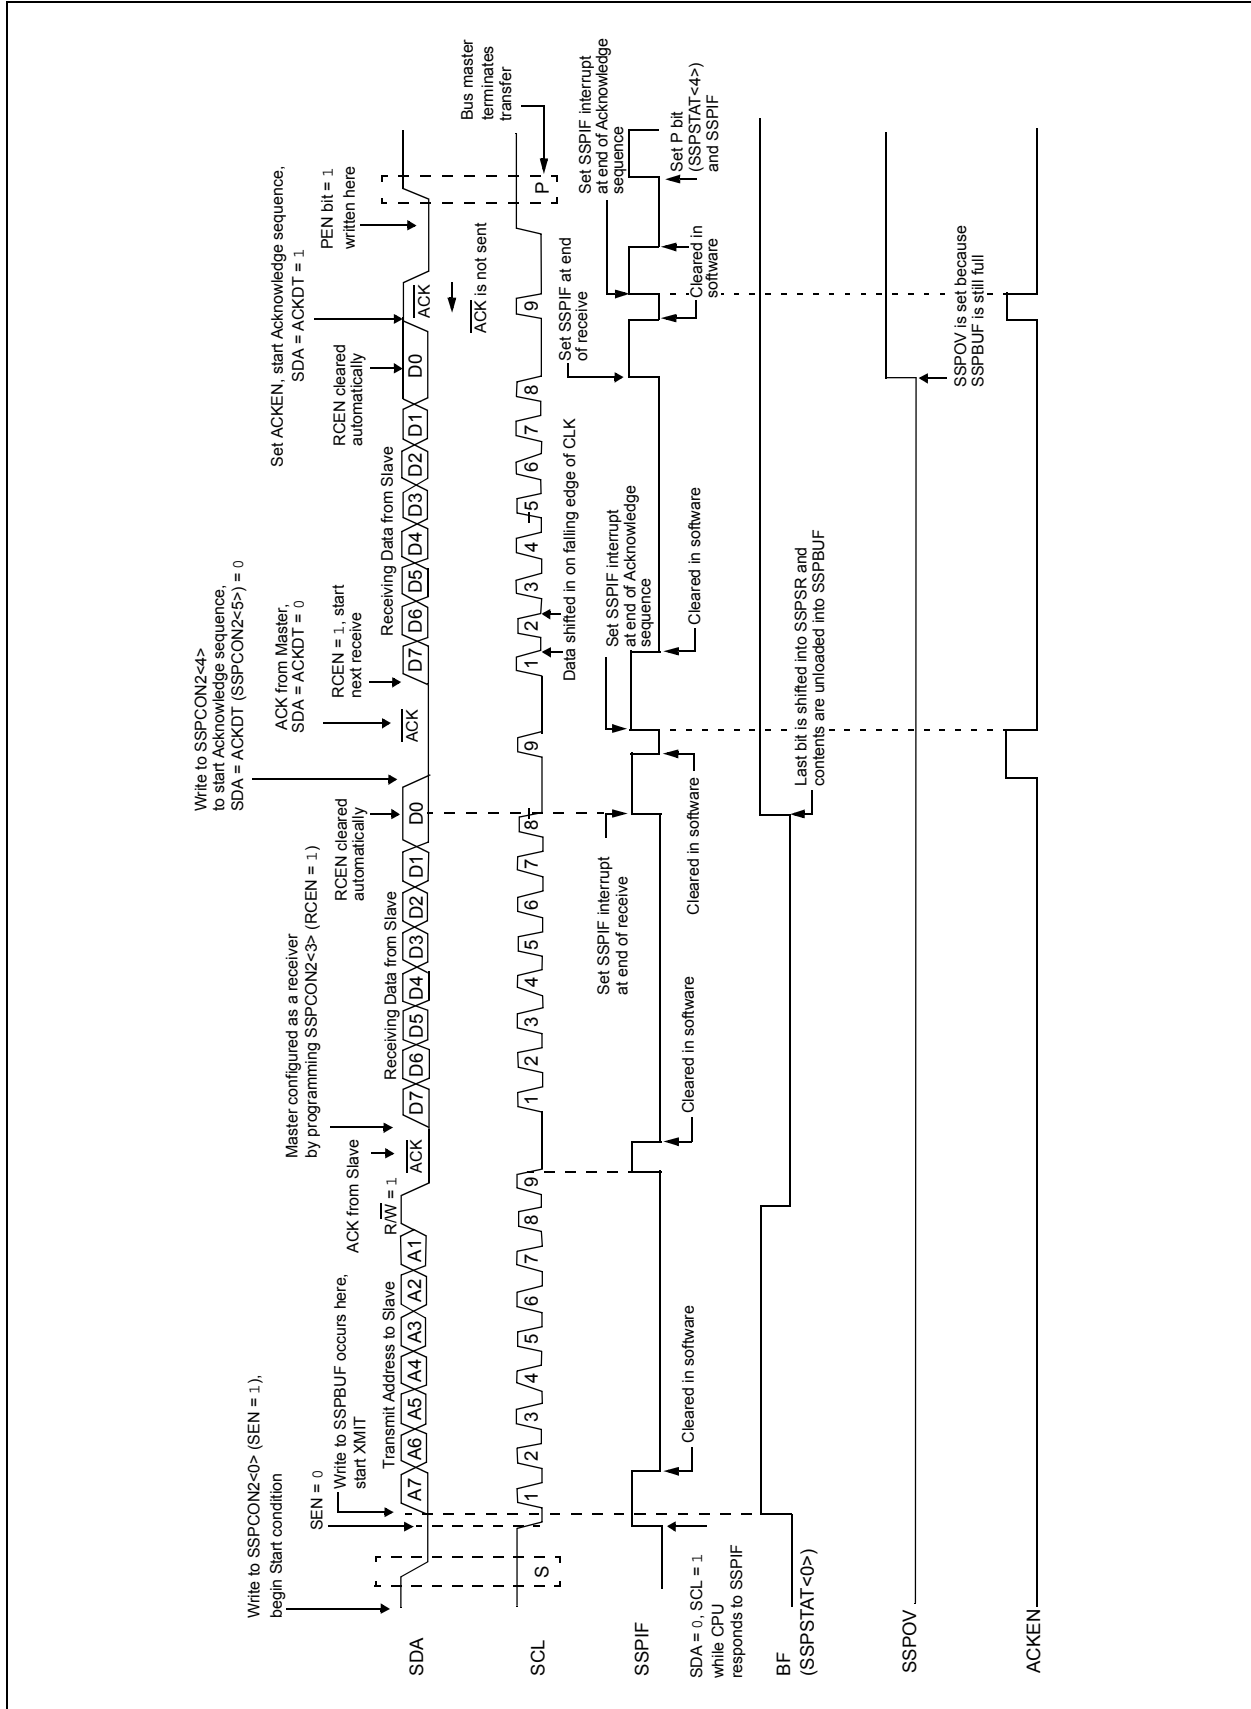 Write to SSPCON2<0> (SEN = 1),
begin Start condition
SEN = 0
Write to SSPBUF occurs here,
start XMIT
Transmit Address to Slave
ACK from Slave
R/W = 1
Master configured as a receiver
by programming SSPCON2<3> (RCEN = 1)
Receiving Data from Slave
RCEN cleared
automatically
Write to SSPCON2<4>
to start Acknowledge sequence,
SDA = ACKDT (SSPCON2<5>) = 0
ACK from Master,
SDA = ACKDT = 0
RCEN = 1, start
next receive
Receiving Data from Slave
RCEN cleared
automatically
Set ACKEN, start Acknowledge sequence,
SDA = ACKDT = 1
PEN bit = 1
written here
SDA
A7 A6 A5 A4 A3 A2 A1
ACK
D7 D6 D5 D4 D3 D2 D1 D0
ACK
D7 D6 D5 D4 D3 D2 D1 D0
ACK
ACK is not sent
Bus master
terminates
transfer
SCL
S
1 2 3 4 5 6 7 8 9
1 2 3 4 5 6 7 8
9
1 2 3 4 5 6 7 8
9
P
Data shifted in on falling edge of CLK
Set SSPIF interrupt
at end of receive
Set SSPIF interrupt
at end of Acknowledge
sequence
Set SSPIF at end
of receive
Set SSPIF interrupt
at end of Acknowledge
sequence
SSPIF
SDA = 0, SCL = 1
while CPU
responds to SSPIF
Cleared in software
Cleared in software
Cleared in software
Cleared in software
Cleared in
software
Set P bit
(SSPSTAT<4>)
and SSPIF
BF
(SSPSTAT<0>)
Last bit is shifted into SSPSR and
contents are unloaded into SSPBUF
SSPOV
SSPOV is set because
SSPBUF is still full
ACKEN